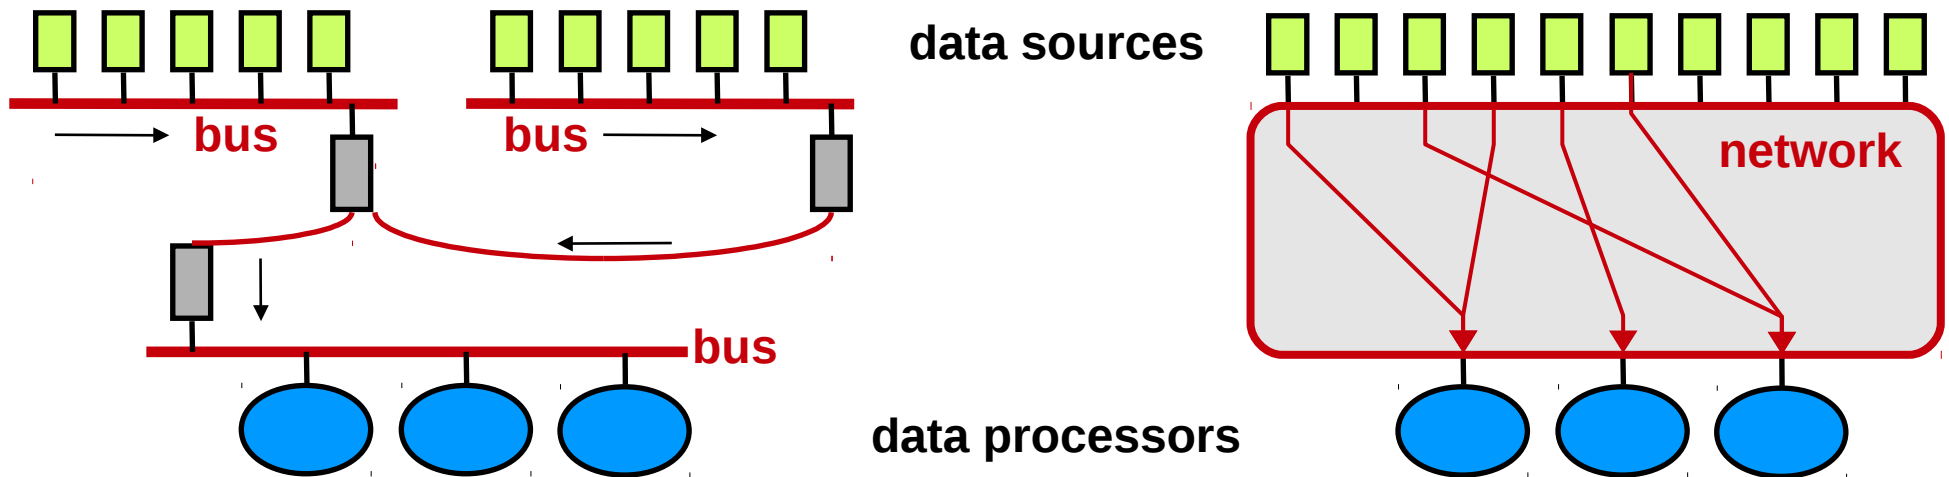 data sources
bus
bus
network
bus
data processors